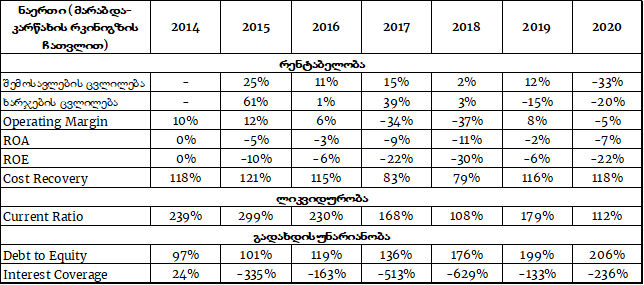 ნაერთი (მარაბდა-
კარწახის რკინიგზის
ჩათვლით) 2014 2015 2016 2017 2018 2019 2020
რენტაბელობა
შემოსავლების ცვლილება - 25% 11% 15% 2% 12% -33%
ხარჯების ცვლილება - 61% 1% 39% 3% -15% -20%
Operating Margin 10% 12% 6% -34% -37% 8% -5%
ROA 0% -5% -3% -9% -11% -2% -7%
ROE 0% -10% -6% -22% -30% -6% -22%
Cost Recovery 118% 121% 115% 83% 79% 116% 118%
ლიკვიდურობა
Current Ratio 239% 299% 230% 168% 108% 179% 112%
გადახდისუნარიანობა
Debt to Equity 97% 101% 119% 136% 176% 199% 206%
Interest Coverage 24% -335% -163% -513% -629% -133% -236%